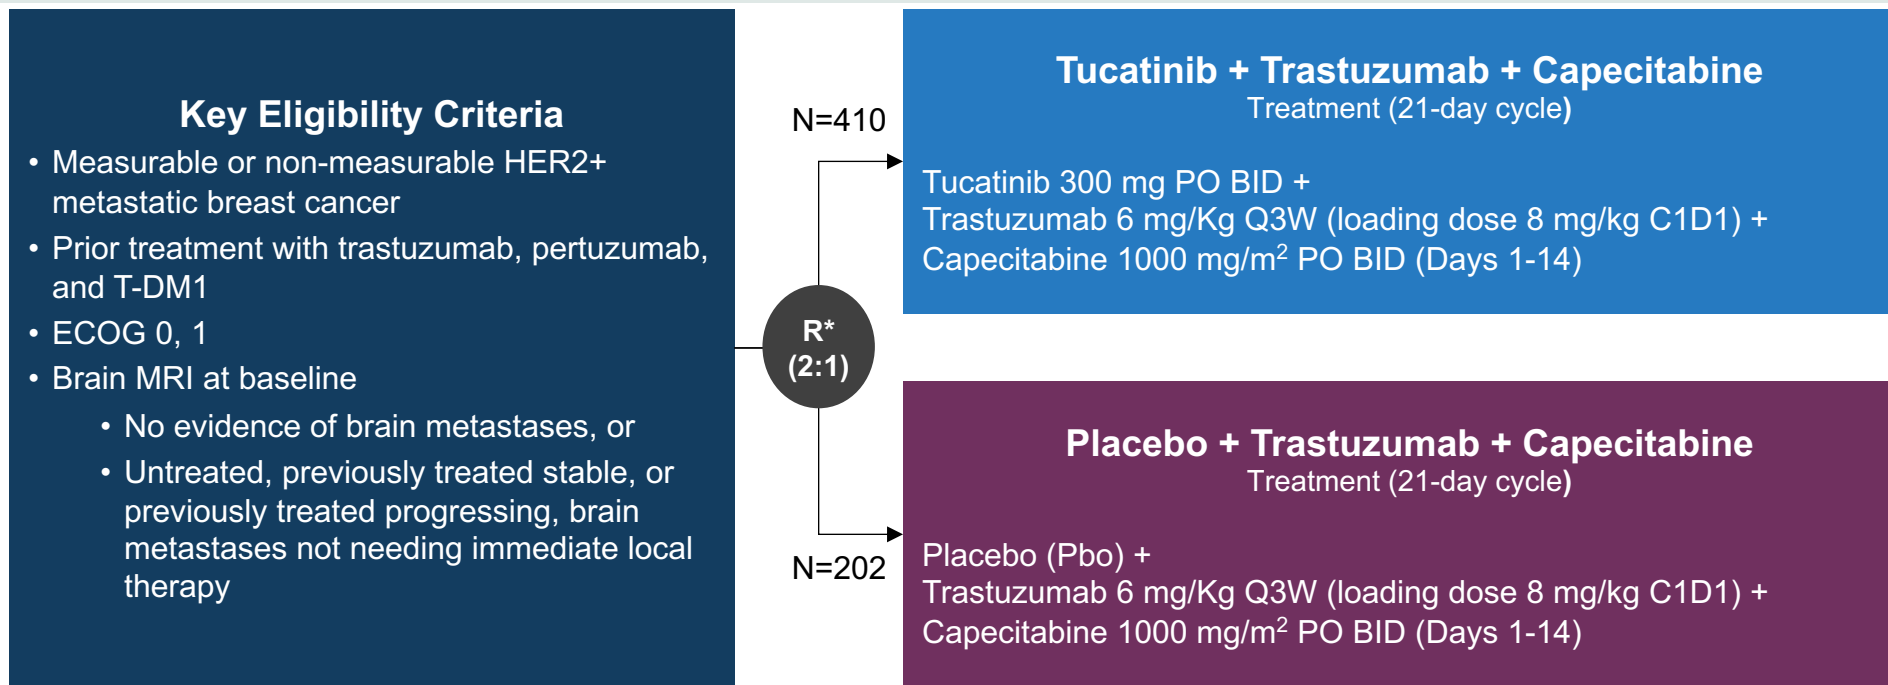 Key Eligibility Criteria
• Measurable or non-measurable HER2+
metastatic breast cancer
• Prior treatment with trastuzumab, pertuzumab,
and T-DM1
• ECOG 0, 1
• Brain MRI at baseline
• No evidence of brain metastases, or
• Untreated, previously treated stable, or
previously treated progressing, brain
metastases not needing immediate local
therapy
R*
(2:1)
N=410
Tucatinib + Trastuzumab + Capecitabine
Treatment (21-day cycle)
Tucatinib 300 mg PO BID +
Trastuzumab 6 mg/Kg Q3W (loading dose 8 mg/kg C1D1) +
Capecitabine 1000 mg/m² PO BID (Days 1-14)
N=202
Placebo + Trastuzumab + Capecitabine
Treatment (21-day cycle)
Placebo (Pbo) +
Trastuzumab 6 mg/Kg Q3W (loading dose 8 mg/kg C1D1) +
Capecitabine 1000 mg/m² PO BID (Days 1-14)